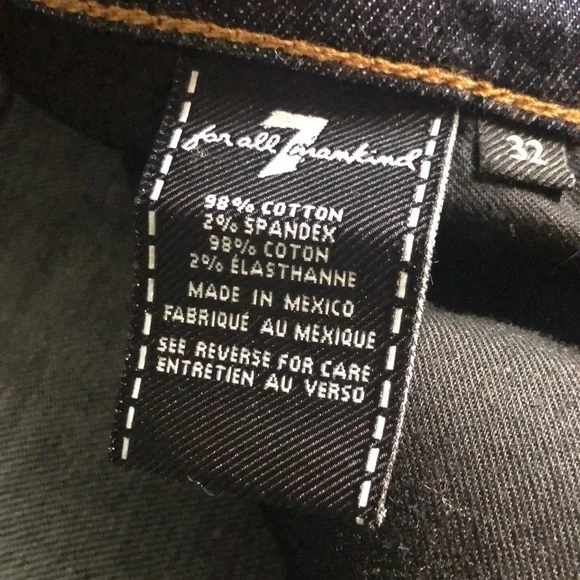 7
for all mankind
32
98% COTTON
2% SPANDEX
98% COTON
2% ÉLASTHANNE
MADE IN MEXICO
FABRIQUÉ AU MEXIQUE
SEE REVERSE FOR CARE
ENTRETIEN AU VERSO